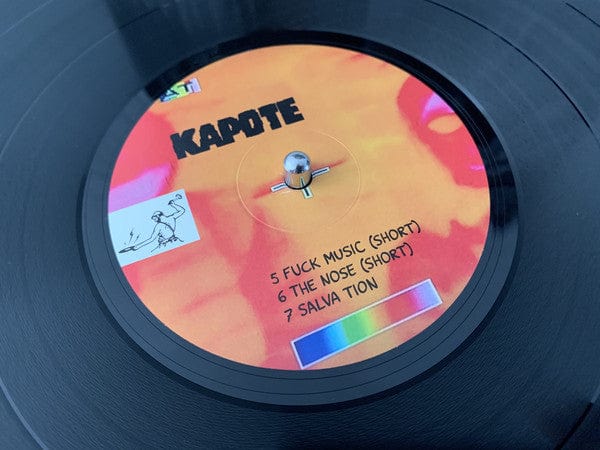 KAPOTE
5 FUCK MUSIC (SHORT)
6 THE NOSE (SHORT)
7 SALVA TION